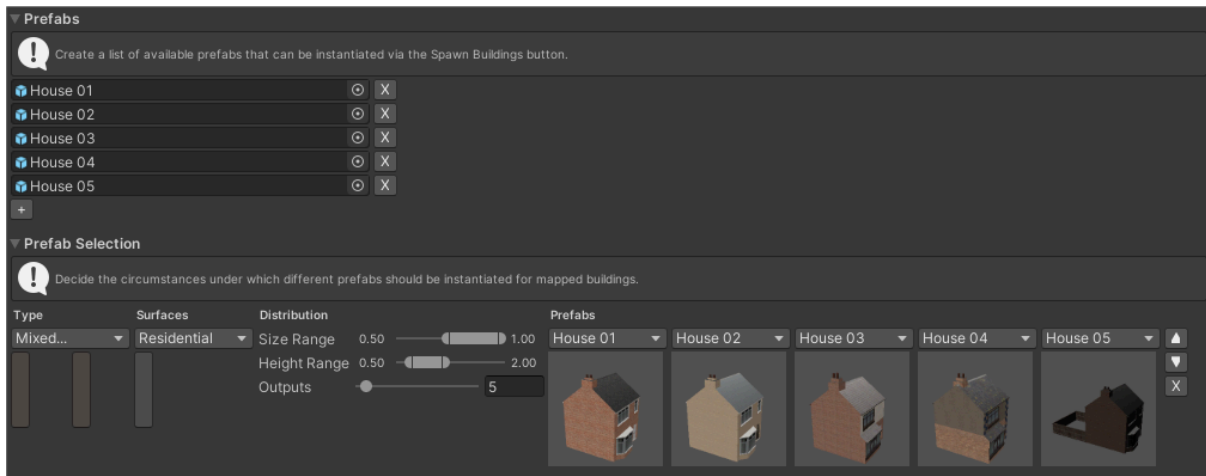 Prefabs
Create a list of available prefabs that can be instantiated via the Spawn Buildings button.
House 01 X
House 02 X
House 03 X
House 04 X
House 05 X
+
Prefab Selection
Decide the circumstances under which different prefabs should be instantiated for mapped buildings.
Type Surfaces Distribution Prefabs
Mixed... Residential Size Range 0.50 1.00 House 01 House 02 House 03 House 04 House 05
Height Range 0.50 2.00
Outputs 5 X